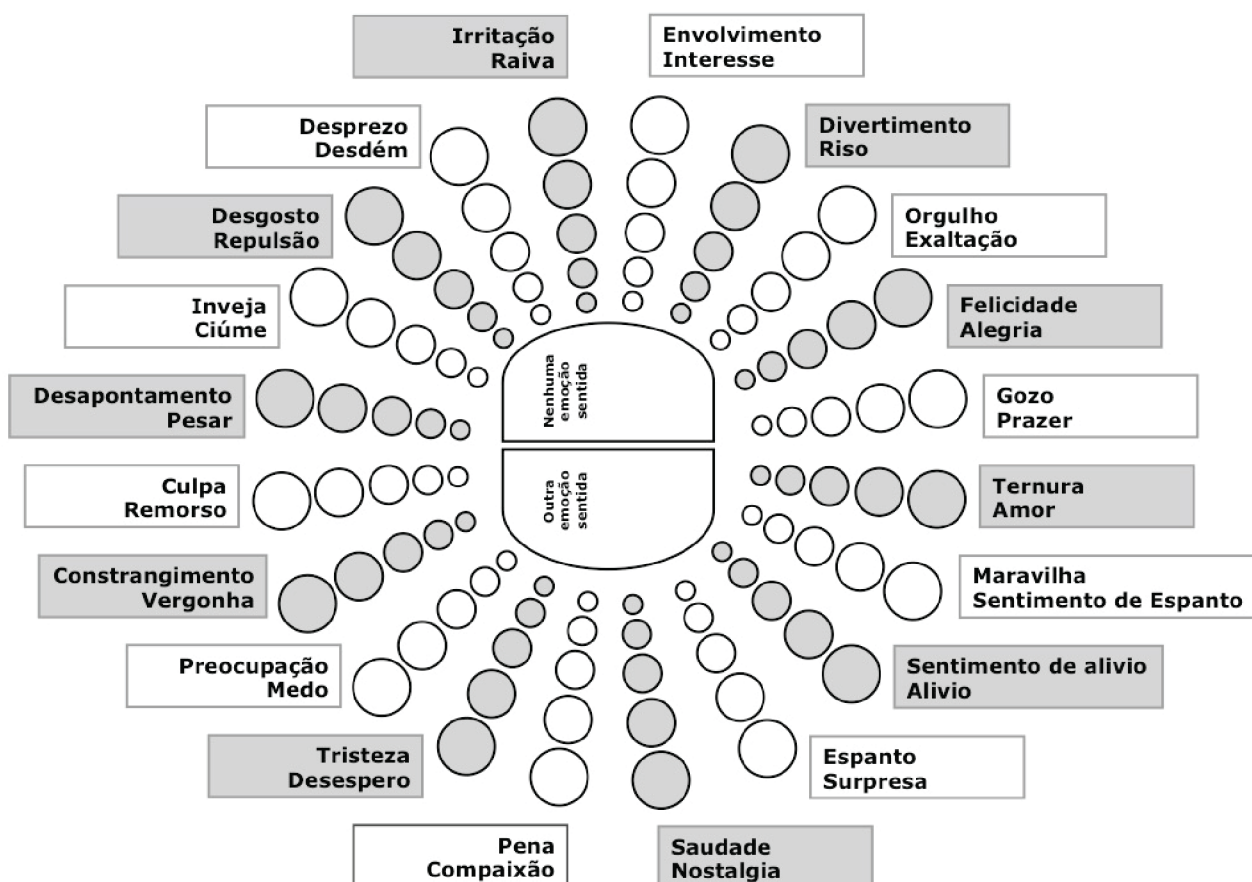 Irritação
Raiva
Envolvimento
Interesse
Desprezo
Desdém
Divertimento
Riso
Desgosto
Repulsão
Orgulho
Exaltação
Inveja
Ciúme
Felicidade
Alegria
Desapontamento
Pesar
Gozo
Prazer
Nenhuma
emoção
sentida
Outra
emoção
sentida
Culpa
Remorso
Ternura
Amor
Constrangimento
Vergonha
Maravilha
Sentimento de Espanto
Preocupação
Medo
Sentimento de alivio
Alivio
Tristeza
Desespero
Espanto
Surpresa
Pena
Compaixão
Saudade
Nostalgia